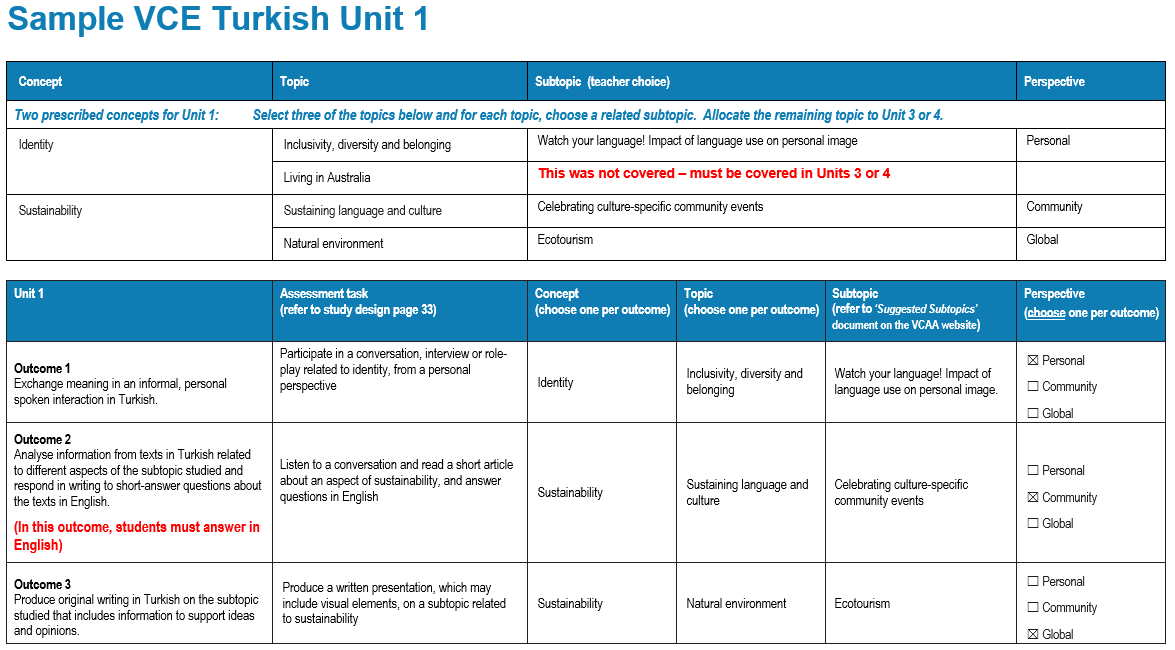 Sample VCE Turkish Unit 1
Concept
Topic
Subtopic (teacher choice)
Perspective
Two prescribed concepts for Unit 1: Select three of the topics below and for each topic, choose a related subtopic. Allocate the remaining topic to Unit 3 or 4.
Identity
Inclusivity, diversity and belonging
Watch your language! Impact of language use on personal image
Personal
Living in Australia
This was not covered – must be covered in Units 3 or 4
Sustainability
Sustaining language and culture
Celebrating culture-specific community events
Community
Natural environment
Ecotourism
Global
Unit 1
Assessment task
(refer to study design page 33)
Concept
(choose one per outcome)
Topic
(choose one per outcome)
Subtopic
(refer to ‘Suggested Subtopics’
document on the VCAA website)
Perspective
(choose one per outcome)
Outcome 1
Exchange meaning in an informal, personal
spoken interaction in Turkish.
Participate in a conversation, interview or role-
play related to identity, from a personal
perspective
Identity
Inclusivity, diversity and
belonging
Watch your language! Impact of
language use on personal image.
☒ Personal
☐ Community
☐ Global
Outcome 2
Analyse information from texts in Turkish related
to different aspects of the subtopic studied and
respond in writing to short-answer questions about
the texts in English.
(In this outcome, students must answer in
English)
Listen to a conversation and read a short article
about an aspect of sustainability, and answer
questions in English
Sustainability
Sustaining language and
culture
Celebrating culture-specific
community events
☐ Personal
☒ Community
☐ Global
Outcome 3
Produce original writing in Turkish on the subtopic
studied that includes information to support ideas
and opinions.
Produce a written presentation, which may
include visual elements, on a subtopic related
to sustainability
Sustainability
Natural environment
Ecotourism
☐ Personal
☐ Community
☒ Global